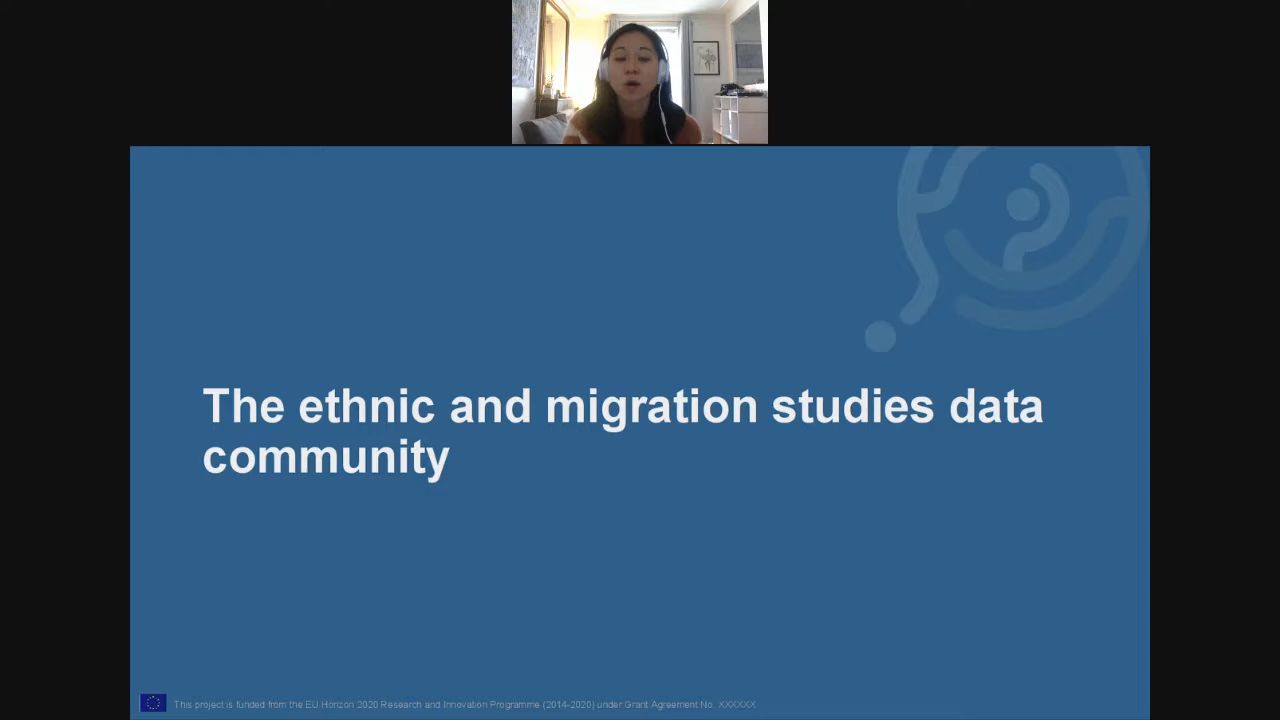 The ethnic and migration studies data
community
This project is funded from the EU Horizon 2020 Research and Innovation Programme (2014-2020) under Grant Agreement No. XXXXXX